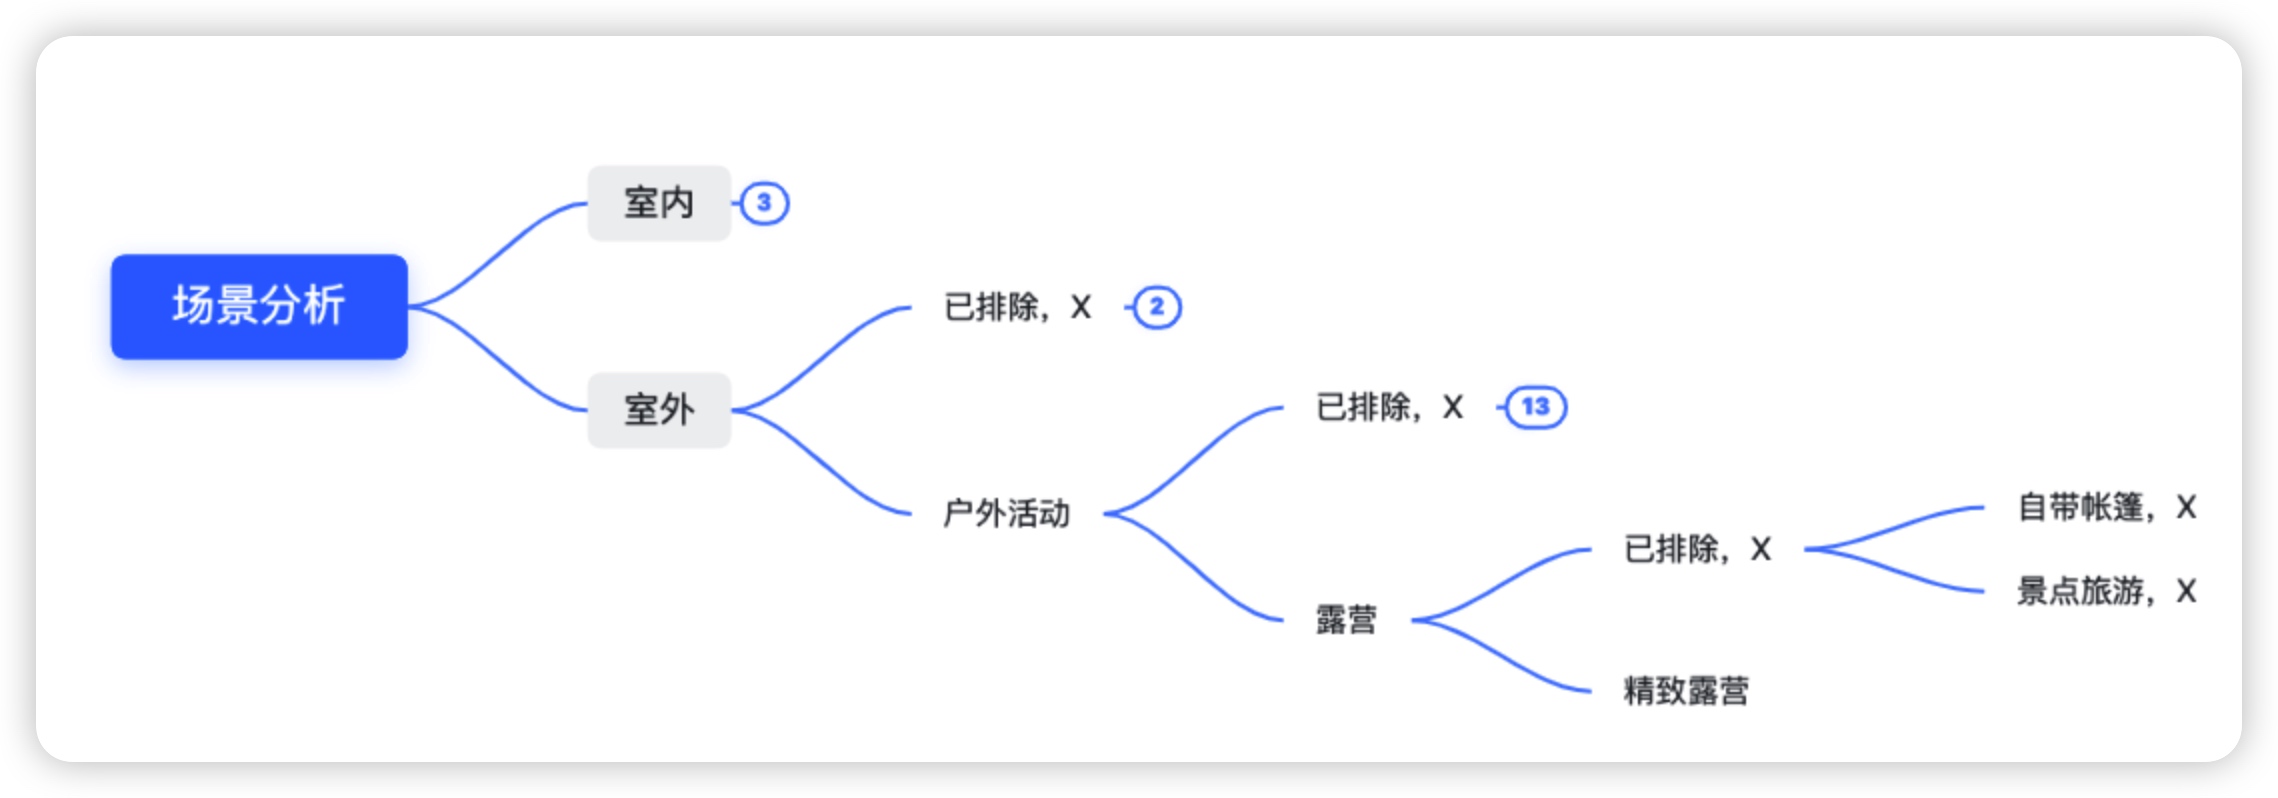 场景分析
室内
3
室外
已排除，X
2
户外活动
已排除，X
13
露营
已排除，X
自带帐篷，X
景点旅游，X
精致露营